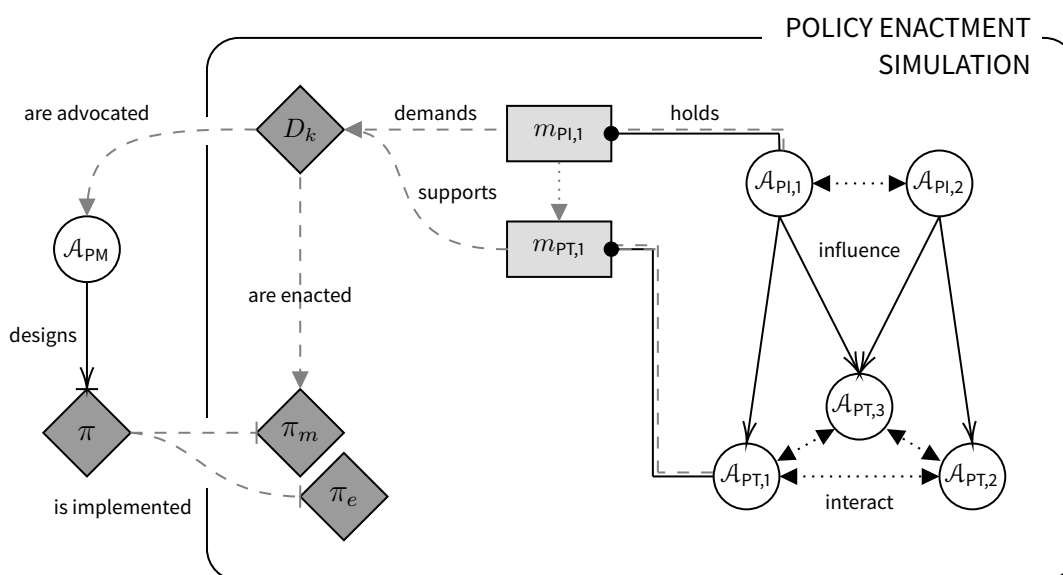 POLICY ENACTMENT
SIMULATION
are advocated
D_k
demands
m_PI,1
holds
A_PI,1
A_PI,2
supports
A_PM
m_PT,1
influence
are enacted
designs
A_PT,3
π
π_m
A_PT,1
A_PT,2
π_e
is implemented
interact